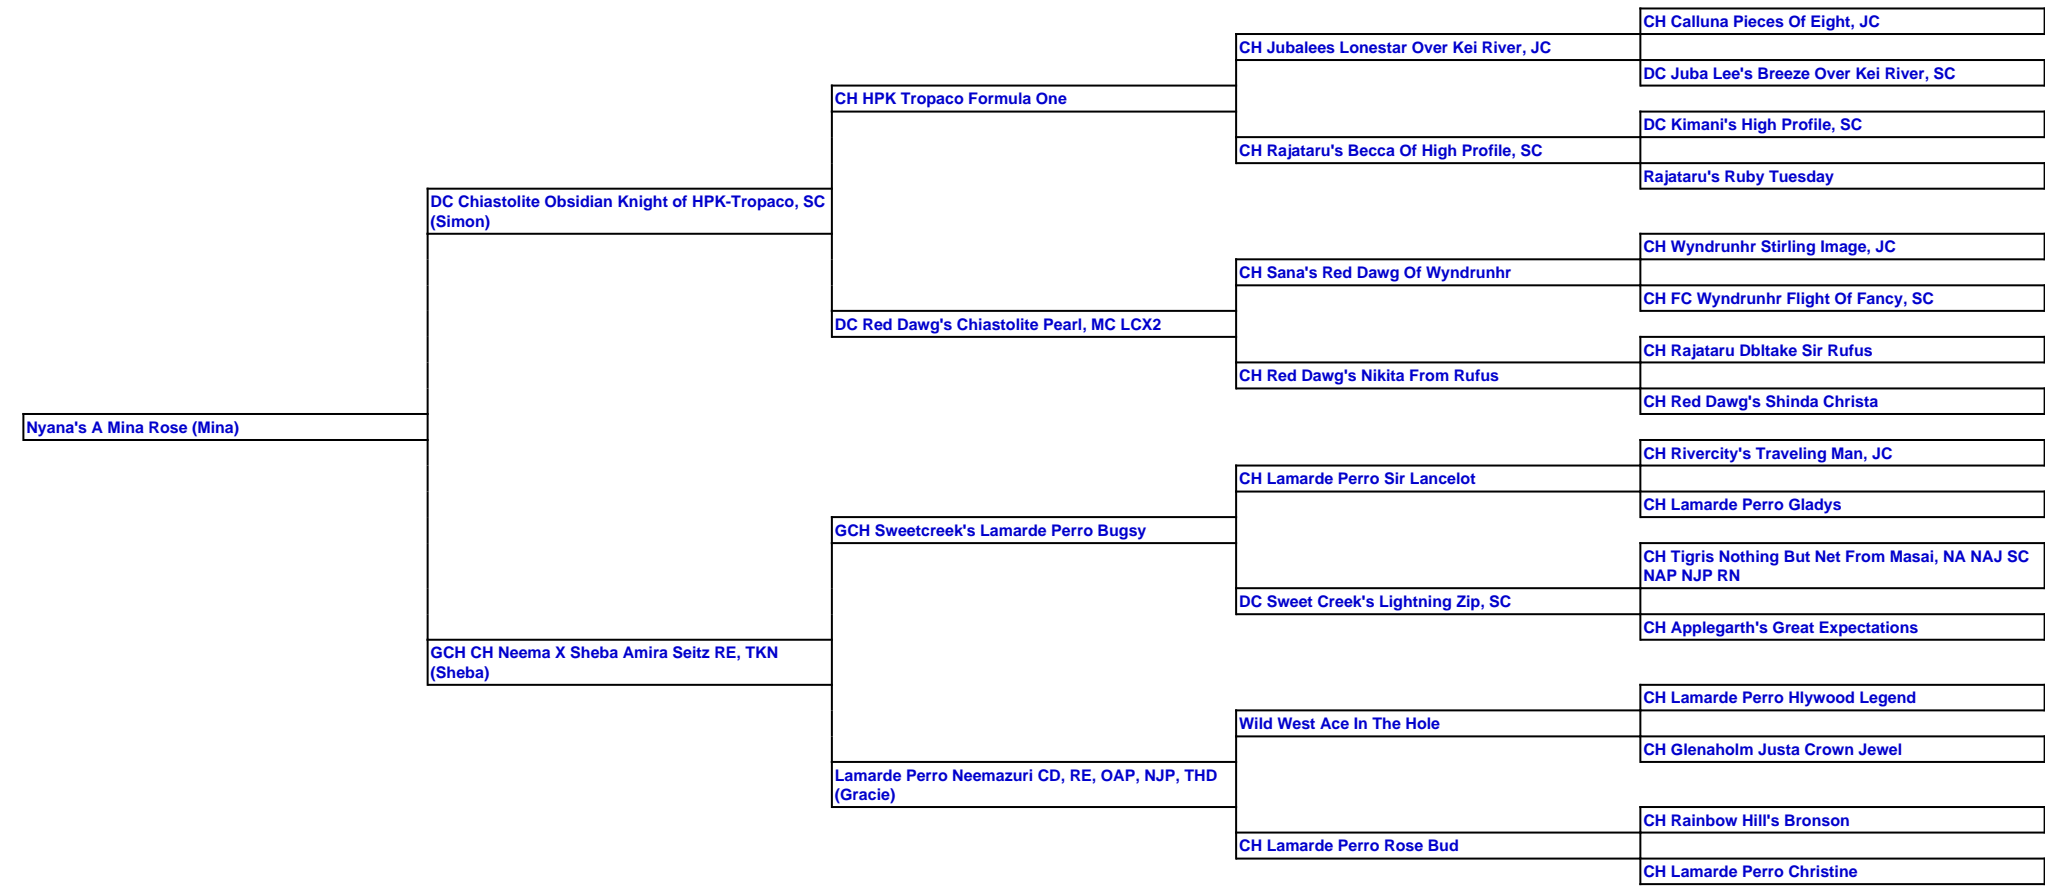 CH Calluna Pieces Of Eight, JC
CH Jubalees Lonestar Over Kei River, JC
DC Juba Lee's Breeze Over Kei River, SC
CH HPK Tropaco Formula One
DC Kimani's High Profile, SC
CH Rajataru's Becca Of High Profile, SC
Rajataru's Ruby Tuesday
DC Chiastolite Obsidian Knight of HPK-Tropaco, SC
(Simon)
CH Wyndrunhr Stirling Image, JC
CH Sana's Red Dawg Of Wyndrunhr
CH FC Wyndrunhr Flight Of Fancy, SC
DC Red Dawg's Chiastolite Pearl, MC LCX2
CH Rajataru Dbltake Sir Rufus
CH Red Dawg's Nikita From Rufus
CH Red Dawg's Shinda Christa
Nyana's A Mina Rose (Mina)
CH Rivercity's Traveling Man, JC
CH Lamarde Perro Sir Lancelot
CH Lamarde Perro Gladys
GCH Sweetcreek's Lamarde Perro Bugsy
CH Tigris Nothing But Net From Masai, NA NAJ SC
NAP NJP RN
DC Sweet Creek's Lightning Zip, SC
CH Applegarth's Great Expectations
GCH CH Neema X Sheba Amira Seitz RE, TKN
(Sheba)
CH Lamarde Perro Hlywood Legend
Wild West Ace In The Hole
CH Glenaholm Justa Crown Jewel
Lamarde Perro Neemazuri CD, RE, OAP, NJP, THD
(Gracie)
CH Rainbow Hill's Bronson
CH Lamarde Perro Rose Bud
CH Lamarde Perro Christine